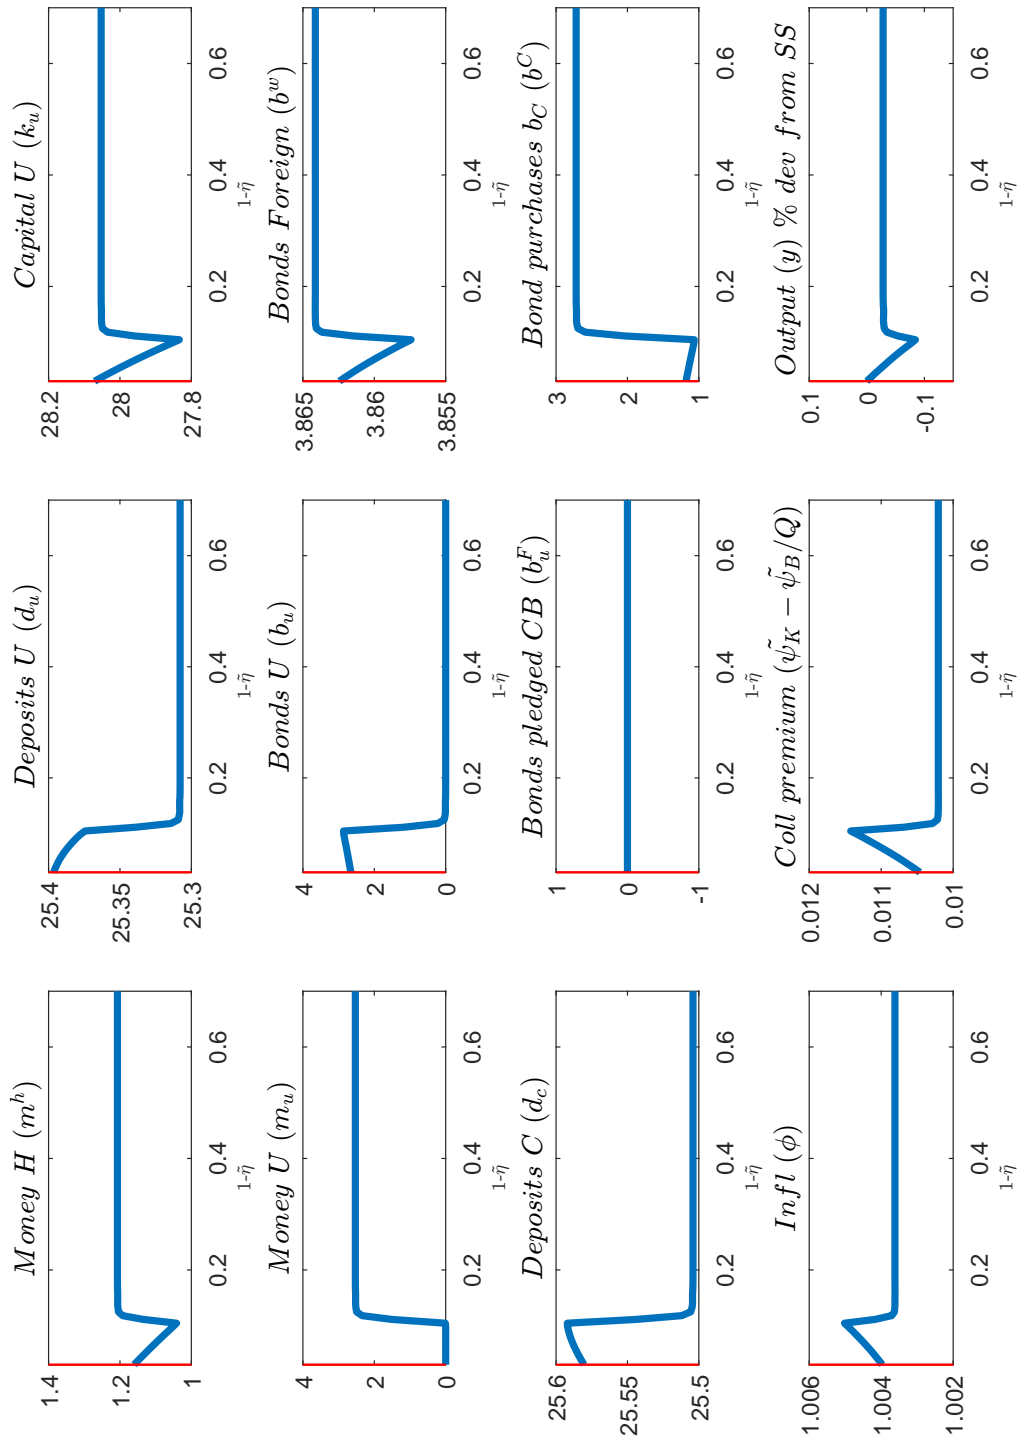 Money H (m^h)
1.4
1.2
1
0.2 0.4 0.6
1-η̃
Deposits U (d_u)
25.4
25.35
25.3
0.2 0.4 0.6
1-η̃
Capital U (k_u)
28.2
28
27.8
0.2 0.4 0.6
1-η̃
Money U (m_u)
4
2
0
0.2 0.4 0.6
1-η̃
Bonds U (b_u)
4
2
0
0.2 0.4 0.6
1-η̃
Bonds Foreign (b^w)
3.865
3.86
3.855
0.2 0.4 0.6
1-η̃
Deposits C (d_c)
25.6
25.55
25.5
0.2 0.4 0.6
1-η̃
Bonds pledged CB (b_u^F)
1
0
-1
0.2 0.4 0.6
1-η̃
Bond purchases b_C (b^C)
3
2
1
0.2 0.4 0.6
1-η̃
Infl (ϕ)
1.006
1.004
1.002
0.2 0.4 0.6
1-η̃
Coll premium (ψ̃_K − ψ̃_B/Q)
0.012
0.011
0.01
0.2 0.4 0.6
1-η̃
Output (y) % dev from SS
0.1
0
-0.1
0.2 0.4 0.6
1-η̃